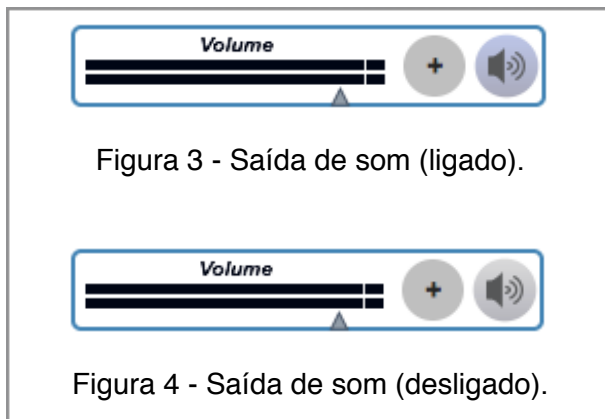 Volume
+
Figura 3 - Saída de som (ligado).
Volume
+
Figura 4 - Saída de som (desligado).